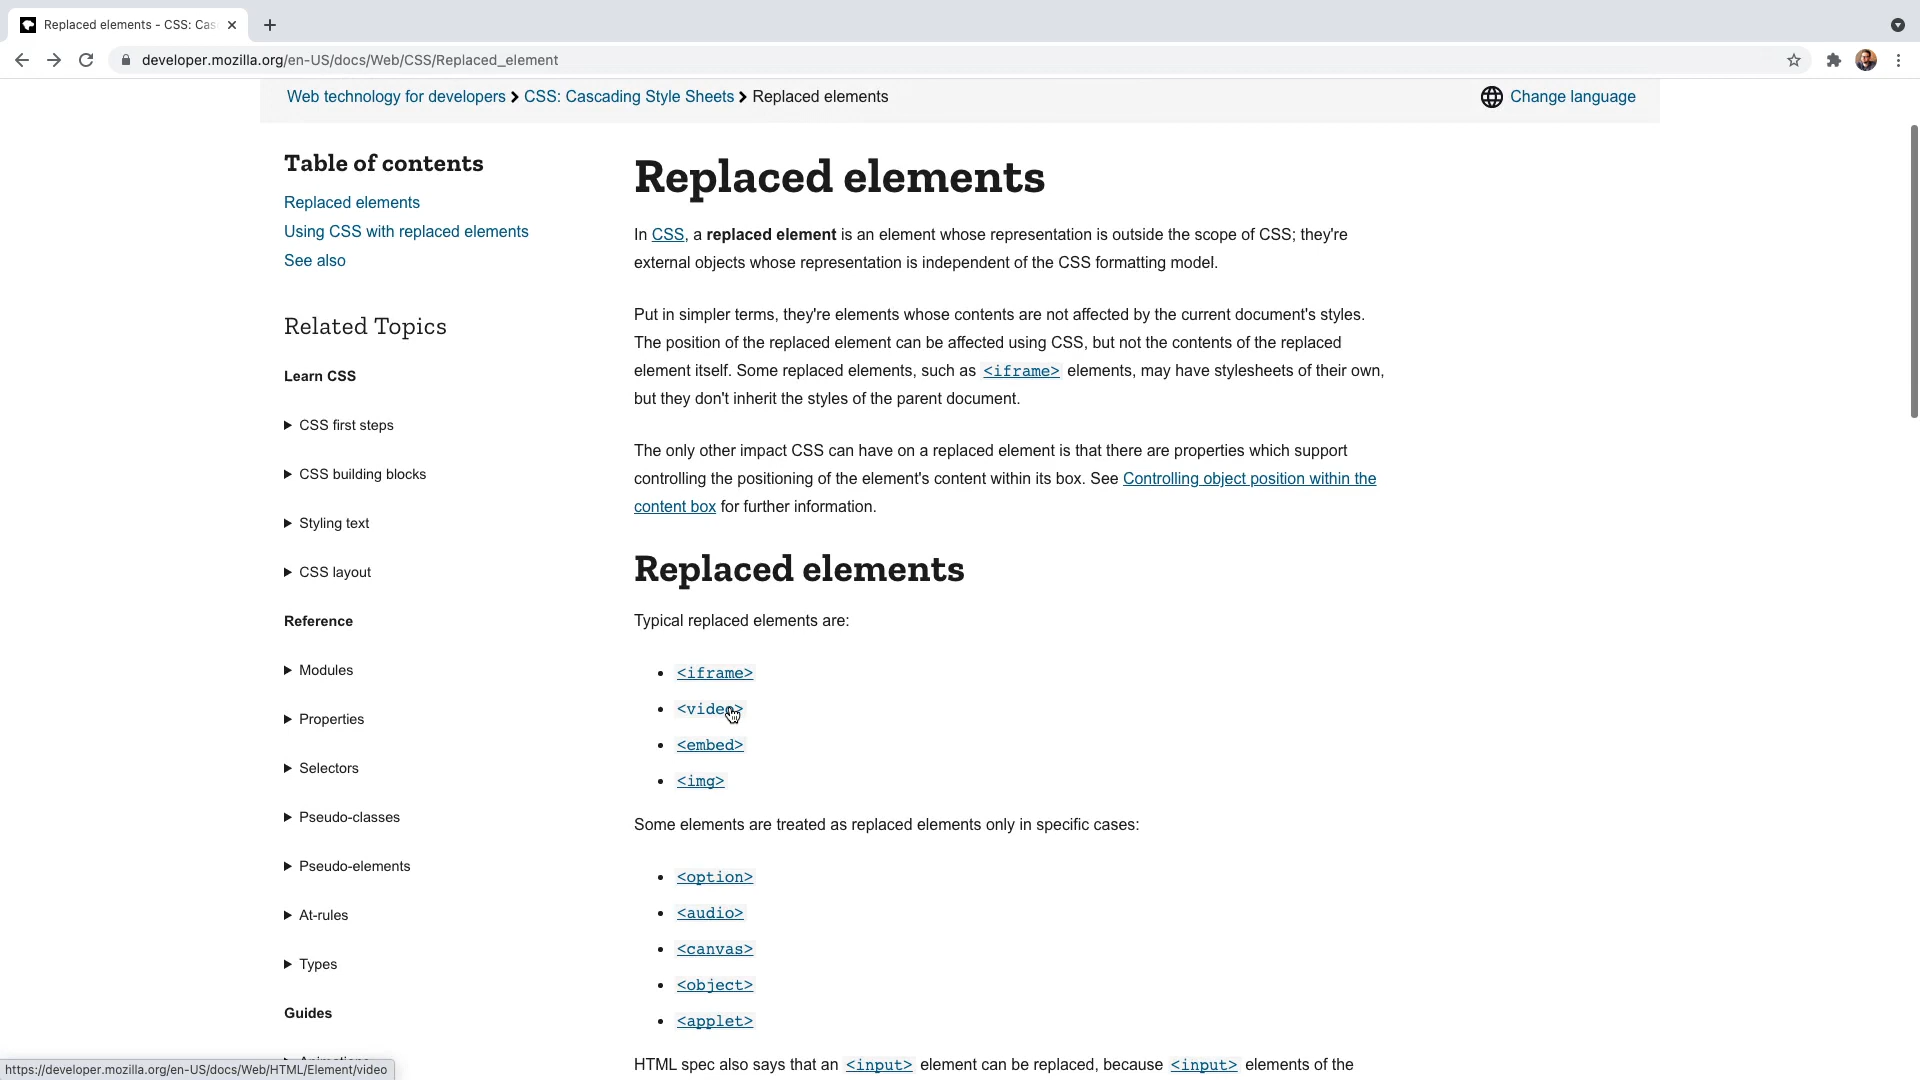 Replaced elements - CSS: Cas
developer.mozilla.org/en-US/docs/Web/CSS/Replaced_element
Web technology for developers > CSS: Cascading Style Sheets > Replaced elements
Change language
Table of contents
Replaced elements
Using CSS with replaced elements
See also
Related Topics
Learn CSS
CSS first steps
CSS building blocks
Styling text
CSS layout
Reference
Modules
Properties
Selectors
Pseudo-classes
Pseudo-elements
At-rules
Types
Guides
Replaced elements
In CSS, a replaced element is an element whose representation is outside the scope of CSS; they're
external objects whose representation is independent of the CSS formatting model.
Put in simpler terms, they're elements whose contents are not affected by the current document's styles.
The position of the replaced element can be affected using CSS, but not the contents of the replaced
element itself. Some replaced elements, such as <iframe> elements, may have stylesheets of their own,
but they don't inherit the styles of the parent document.
The only other impact CSS can have on a replaced element is that there are properties which support
controlling the positioning of the element's content within its box. See Controlling object position within the
content box for further information.
Replaced elements
Typical replaced elements are:
<iframe>
<video>
<embed>
<img>
Some elements are treated as replaced elements only in specific cases:
<option>
<audio>
<canvas>
<object>
<applet>
HTML spec also says that an <input> element can be replaced, because <input> elements of the
https://developer.mozilla.org/en-US/docs/Web/HTML/Element/video